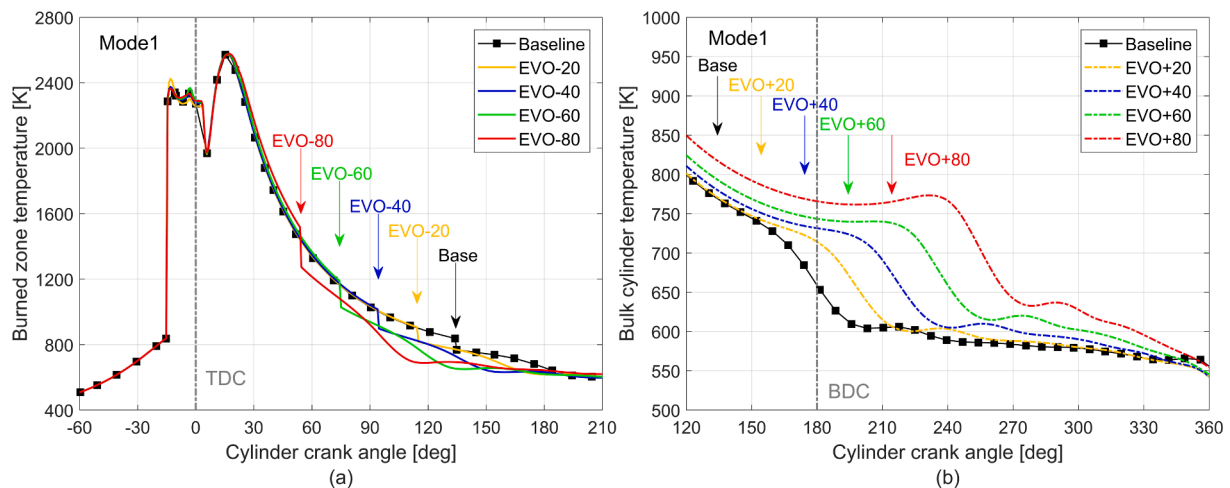 Mode1
Baseline
EVO-20
EVO-40
EVO-60
EVO-80
EVO-80
EVO-60
EVO-40
EVO-20
Base
TDC
2800
2400
2000
1600
1200
800
400
Burned zone temperature [K]
-60 -30 0 30 60 90 120 150 180 210
Cylinder crank angle [deg]
(a)
Mode1
Baseline
EVO+20
EVO+40
EVO+60
EVO+80
Base
EVO+20
EVO+40
EVO+60
EVO+80
BDC
1000
950
900
850
800
750
700
650
600
550
500
Bulk cylinder temperature [K]
120 150 180 210 240 270 300 330 360
Cylinder crank angle [deg]
(b)